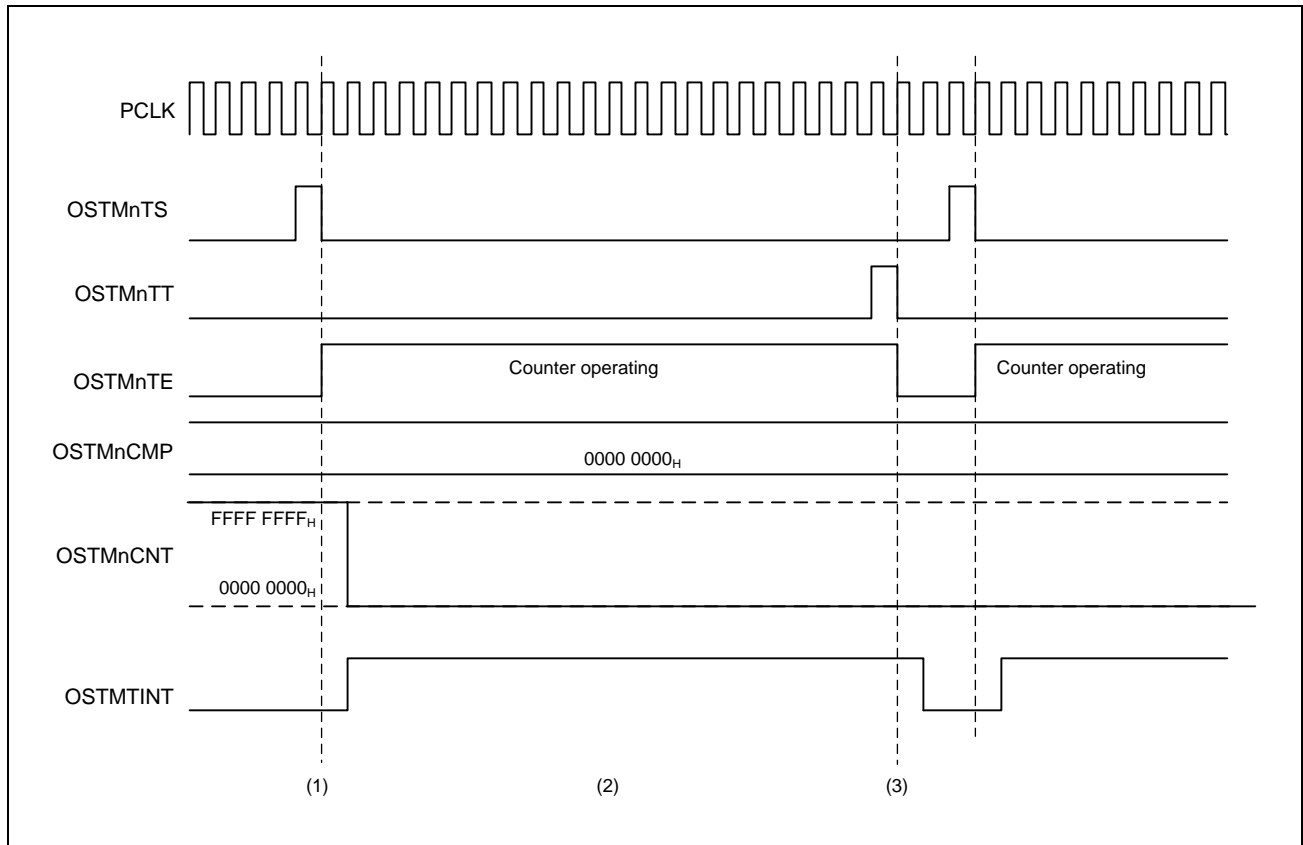 PCLK
OSTMnTS
OSTMnTT
OSTMnTE
Counter operating
Counter operating
OSTMnCMP
0000 0000H
FFFF FFFFH
OSTMnCNT
0000 0000H
OSTMTINT
(1)
(2)
(3)